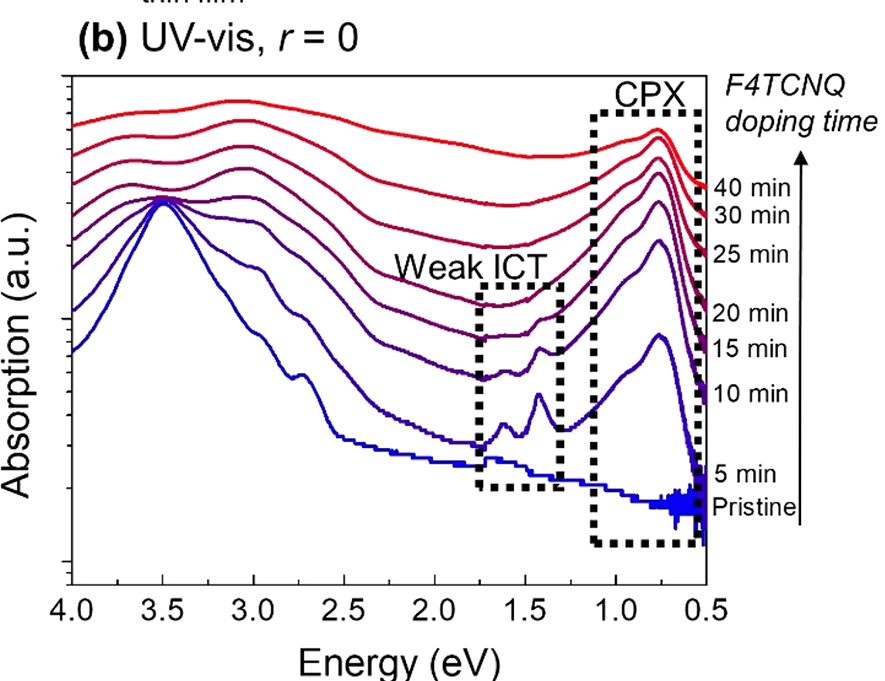 thin film
(b) UV-vis, r = 0
F4TCNQ
doping time
CPX
Weak ICT
40 min
30 min
25 min
20 min
15 min
10 min
5 min
Pristine
Absorption (a.u.)
4.0 3.5 3.0 2.5 2.0 1.5 1.0 0.5
Energy (eV)